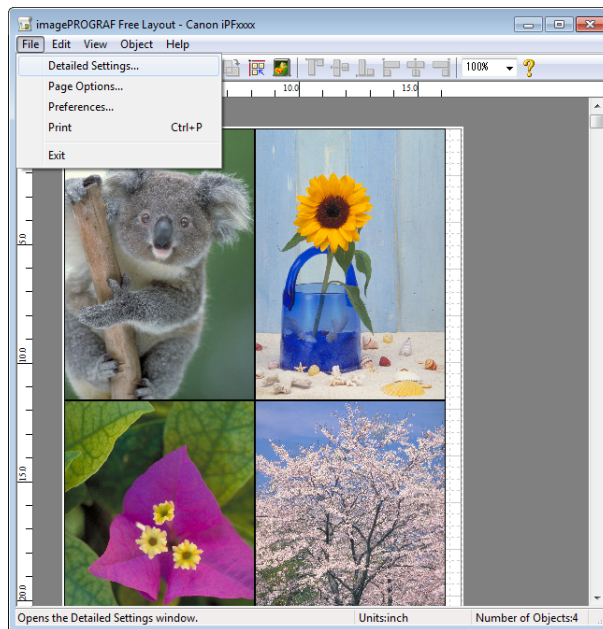 imagePROGRAF Free Layout - Canon iPFxxxx
File Edit View Object Help
Detailed Settings...
Page Options...
Preferences...
Print Ctrl+P
Exit
100%
10.0 15.0
5.0
10.0
15.0
20.0
Opens the Detailed Settings window. Units:inch Number of Objects:4